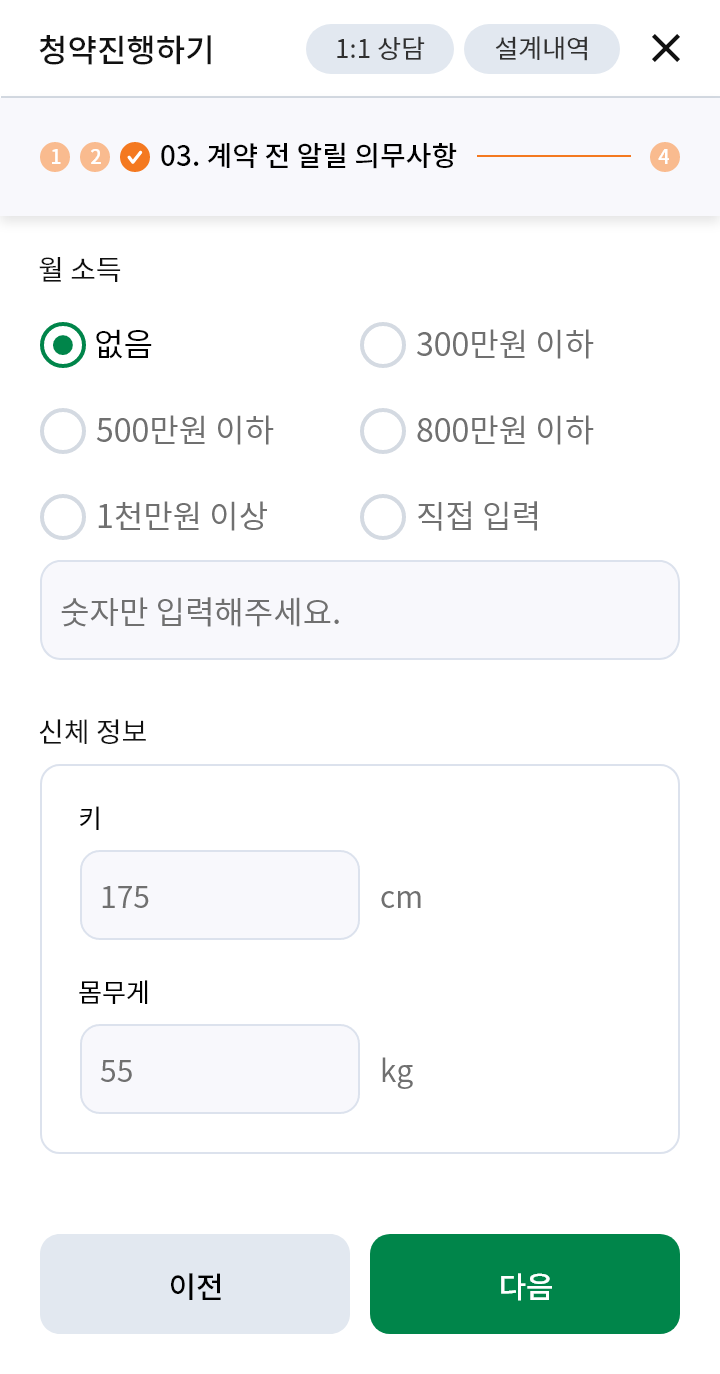 청약진행하기 1:1 상담 설계내역
1 2 03. 계약 전 알릴 의무사항 4
월 소득
없음 300만원 이하
500만원 이하 800만원 이하
1천만원 이상 직접 입력
숫자만 입력해주세요.
신체 정보
키
175 cm
몸무게
55 kg
이전 다음